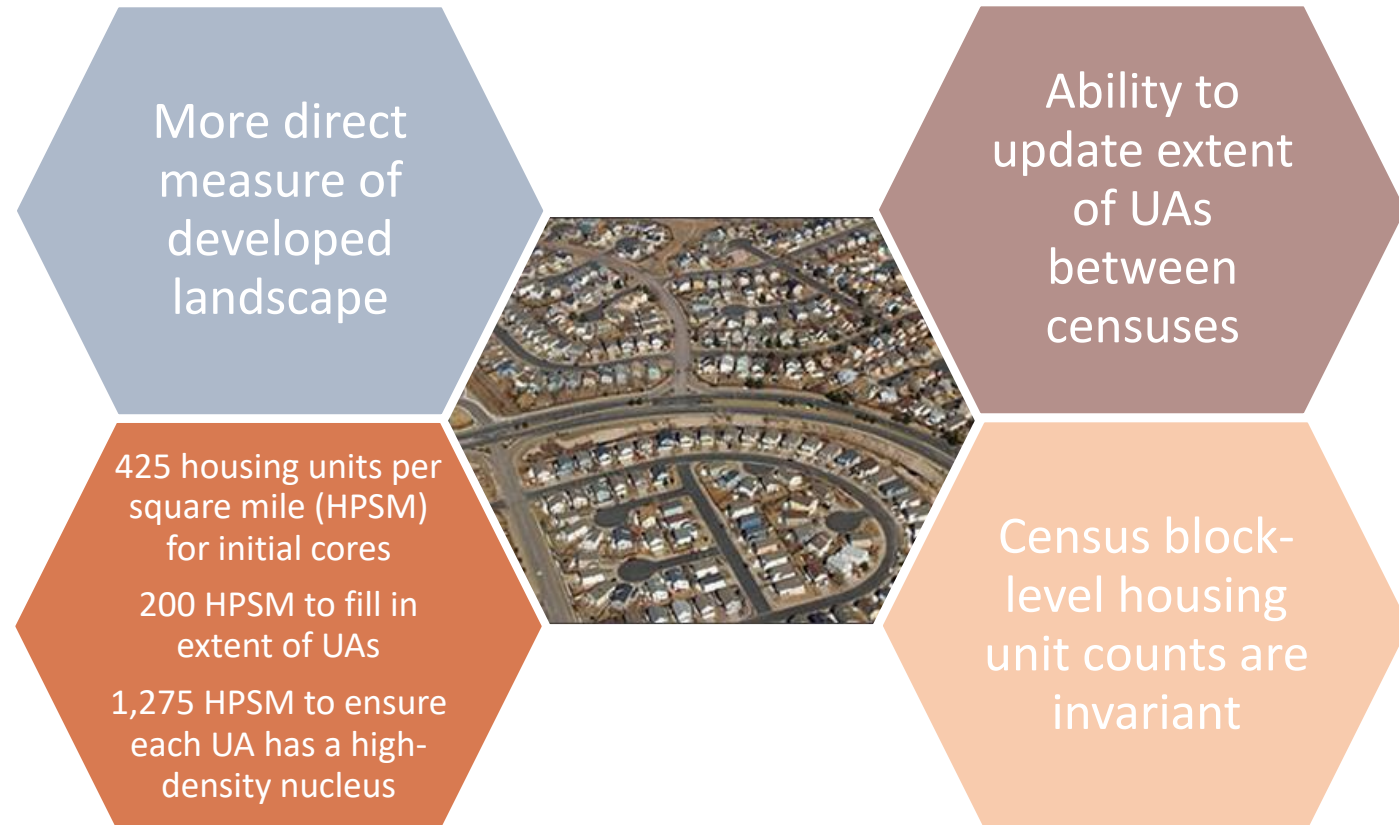 More direct
measure of
developed
landscape
Ability to
update extent
of UAs
between
censuses
425 housing units per
square mile (HPSM)
for initial cores
200 HPSM to fill in
extent of UAs
1,275 HPSM to ensure
each UA has a high-
density nucleus
Census block-
level housing
unit counts are
invariant